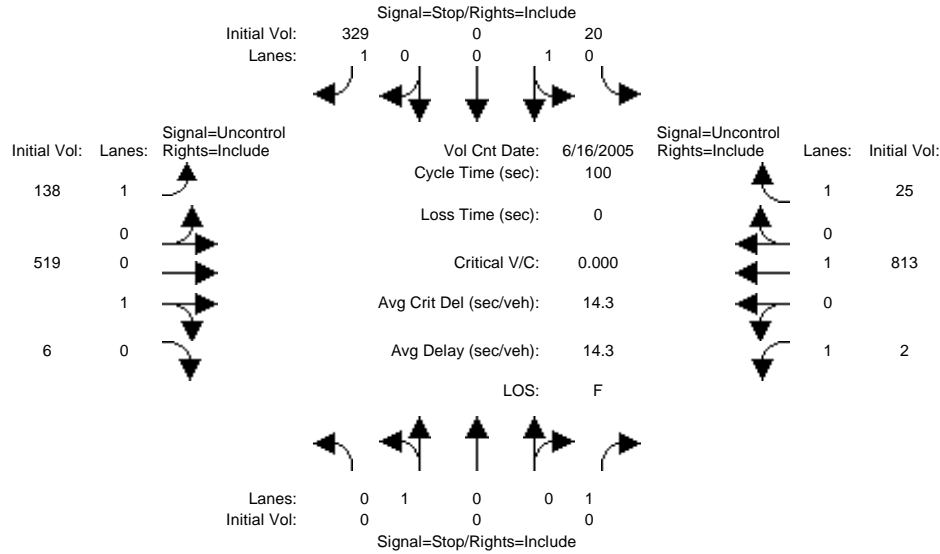 Signal=Stop/Rights=Include
Initial Vol: 329 0 20
Lanes: 1 0 0 1 0
Signal=Uncontrol
Initial Vol: Lanes: Rights=Include
Vol Cnt Date: 6/16/2005
Signal=Uncontrol
Rights=Include Lanes: Initial Vol:
Cycle Time (sec): 100
138 1
1 25
Loss Time (sec): 0
0
0
519 0
Critical V/C: 0.000
1 813
1
Avg Crit Del (sec/veh): 14.3
0
6 0
Avg Delay (sec/veh): 14.3
1 2
LOS: F
Lanes: 0 1 0 0 1
Initial Vol: 0 0 0
Signal=Stop/Rights=Include